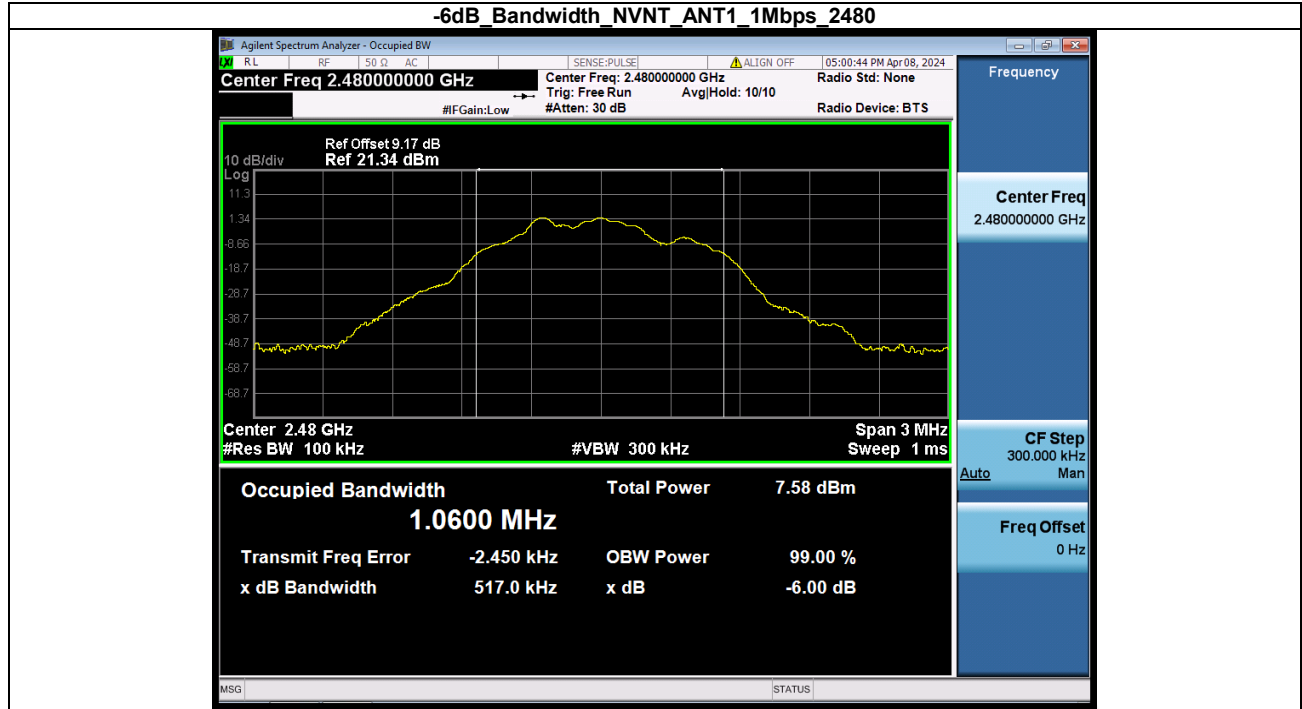 -6dB_Bandwidth_NVNT_ANT1_1Mbps_2480
Agilent Spectrum Analyzer - Occupied BW
LXI RL RF 50 Ω AC SENSE:PULSE ALIGN OFF 05:00:44 PM Apr 08, 2024
Center Freq 2.480000000 GHz
Center Freq: 2.480000000 GHz
Radio Std: None
Trig: Free Run Avg|Hold: 10/10
#IFGain:Low
#Atten: 30 dB
Radio Device: BTS
Frequency
Ref Offset 9.17 dB
10 dB/div Ref 21.34 dBm
Log
11.3
1.34
-8.66
-18.7
-28.7
-38.7
-48.7
-58.7
-68.7
Center 2.48 GHz Span 3 MHz
#Res BW 100 kHz #VBW 300 kHz Sweep 1 ms
Center Freq
2.480000000 GHz
CF Step
300.000 kHz
Auto Man
Freq Offset
0 Hz
Occupied Bandwidth Total Power 7.58 dBm
1.0600 MHz
Transmit Freq Error -2.450 kHz OBW Power 99.00 %
x dB Bandwidth 517.0 kHz x dB -6.00 dB
MSG STATUS